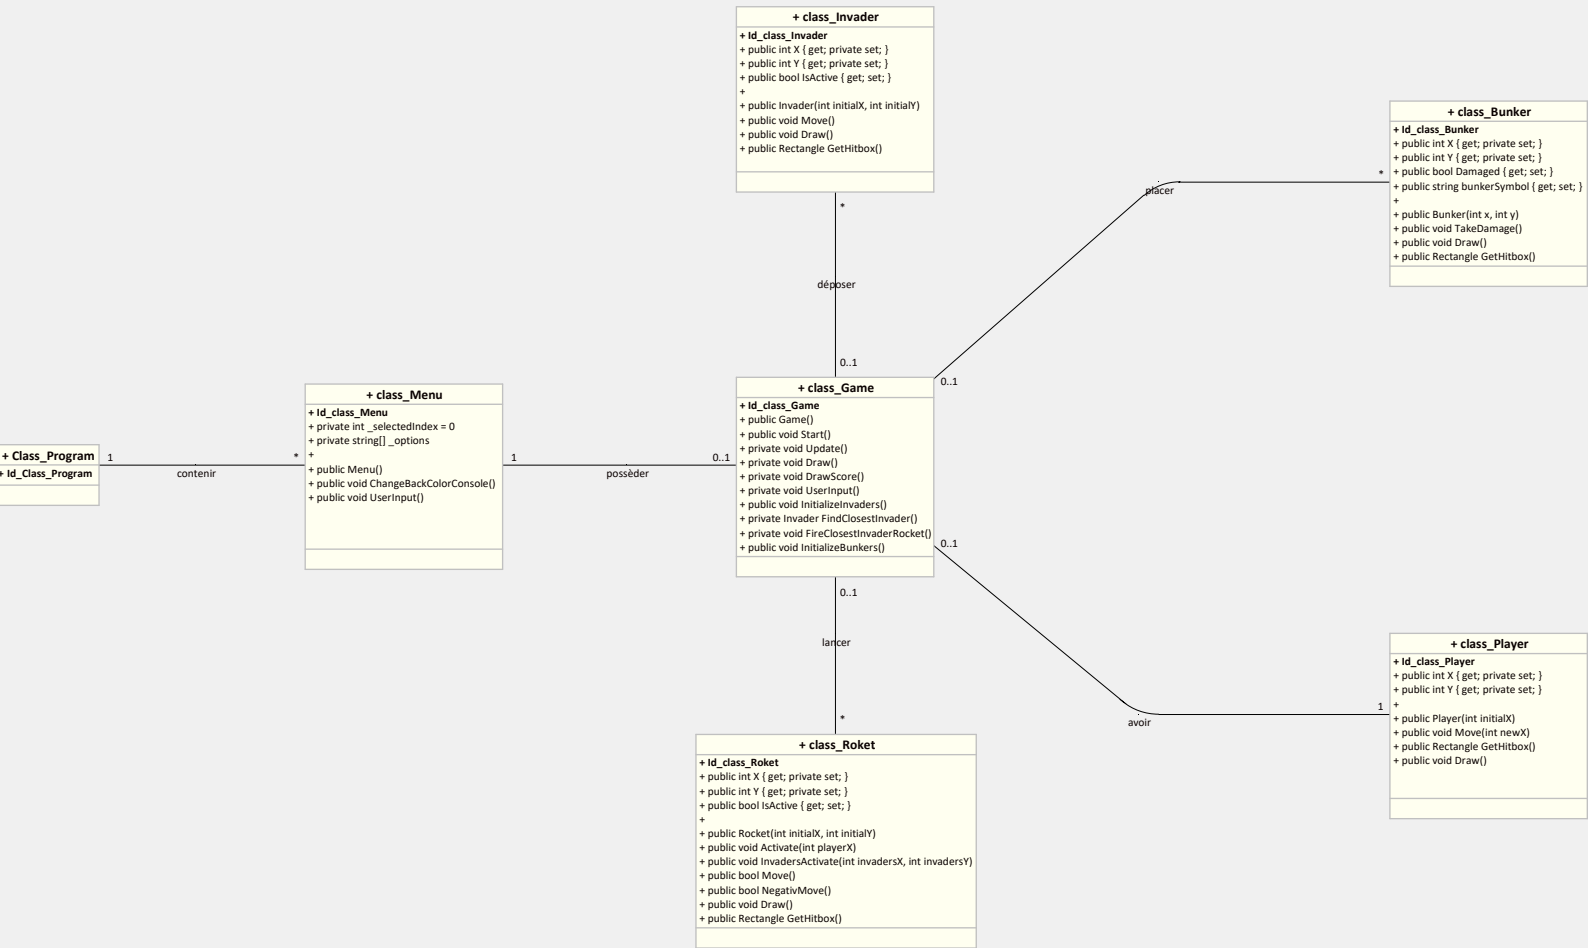 + class_Invader
+ Id_class_Invader
+ public int X { get; private set; }
+ public int Y { get; private set; }
+ public bool IsActive { get; set; }
+
+ public Invader(int initialX, int initialY)
+ public void Move()
+ public void Draw()
+ public Rectangle GetHitbox()
*
déposer
0..1
+ class_Bunker
+ Id_class_Bunker
+ public int X { get; private set; }
+ public int Y { get; private set; }
+ public bool Damaged { get; set; }
+ public string bunkerSymbol { get; set; }
+
+ public Bunker(int x, int y)
+ public void TakeDamage()
+ public void Draw()
+ public Rectangle GetHitbox()
*
placer
0..1
+ Class_Program
+ Id_Class_Program
1
contenir
*
+ class_Menu
+ Id_class_Menu
+ private int _selectedIndex = 0
+ private string[] _options
+
+ public Menu()
+ public void ChangeBackColorConsole()
+ public void UserInput()
1
possèder
0..1
+ class_Game
+ Id_class_Game
+ public Game()
+ public void Start()
+ private void Update()
+ private void Draw()
+ private void DrawScore()
+ private void UserInput()
+ public void InitializeInvaders()
+ private Invader FindClosestInvader()
+ private void FireClosestInvaderRocket()
+ public void InitializeBunkers()
0..1
lancer
*
0..1
avoir
1
+ class_Player
+ Id_class_Player
+ public int X { get; private set; }
+ public int Y { get; private set; }
+
+ public Player(int initialX)
+ public void Move(int newX)
+ public Rectangle GetHitbox()
+ public void Draw()
+ class_Roket
+ Id_class_Roket
+ public int X { get; private set; }
+ public int Y { get; private set; }
+ public bool IsActive { get; set; }
+
+ public Rocket(int initialX, int initialY)
+ public void Activate(int playerX)
+ public void InvadersActivate(int invadersX, int invadersY)
+ public bool Move()
+ public bool NegativMove()
+ public void Draw()
+ public Rectangle GetHitbox()